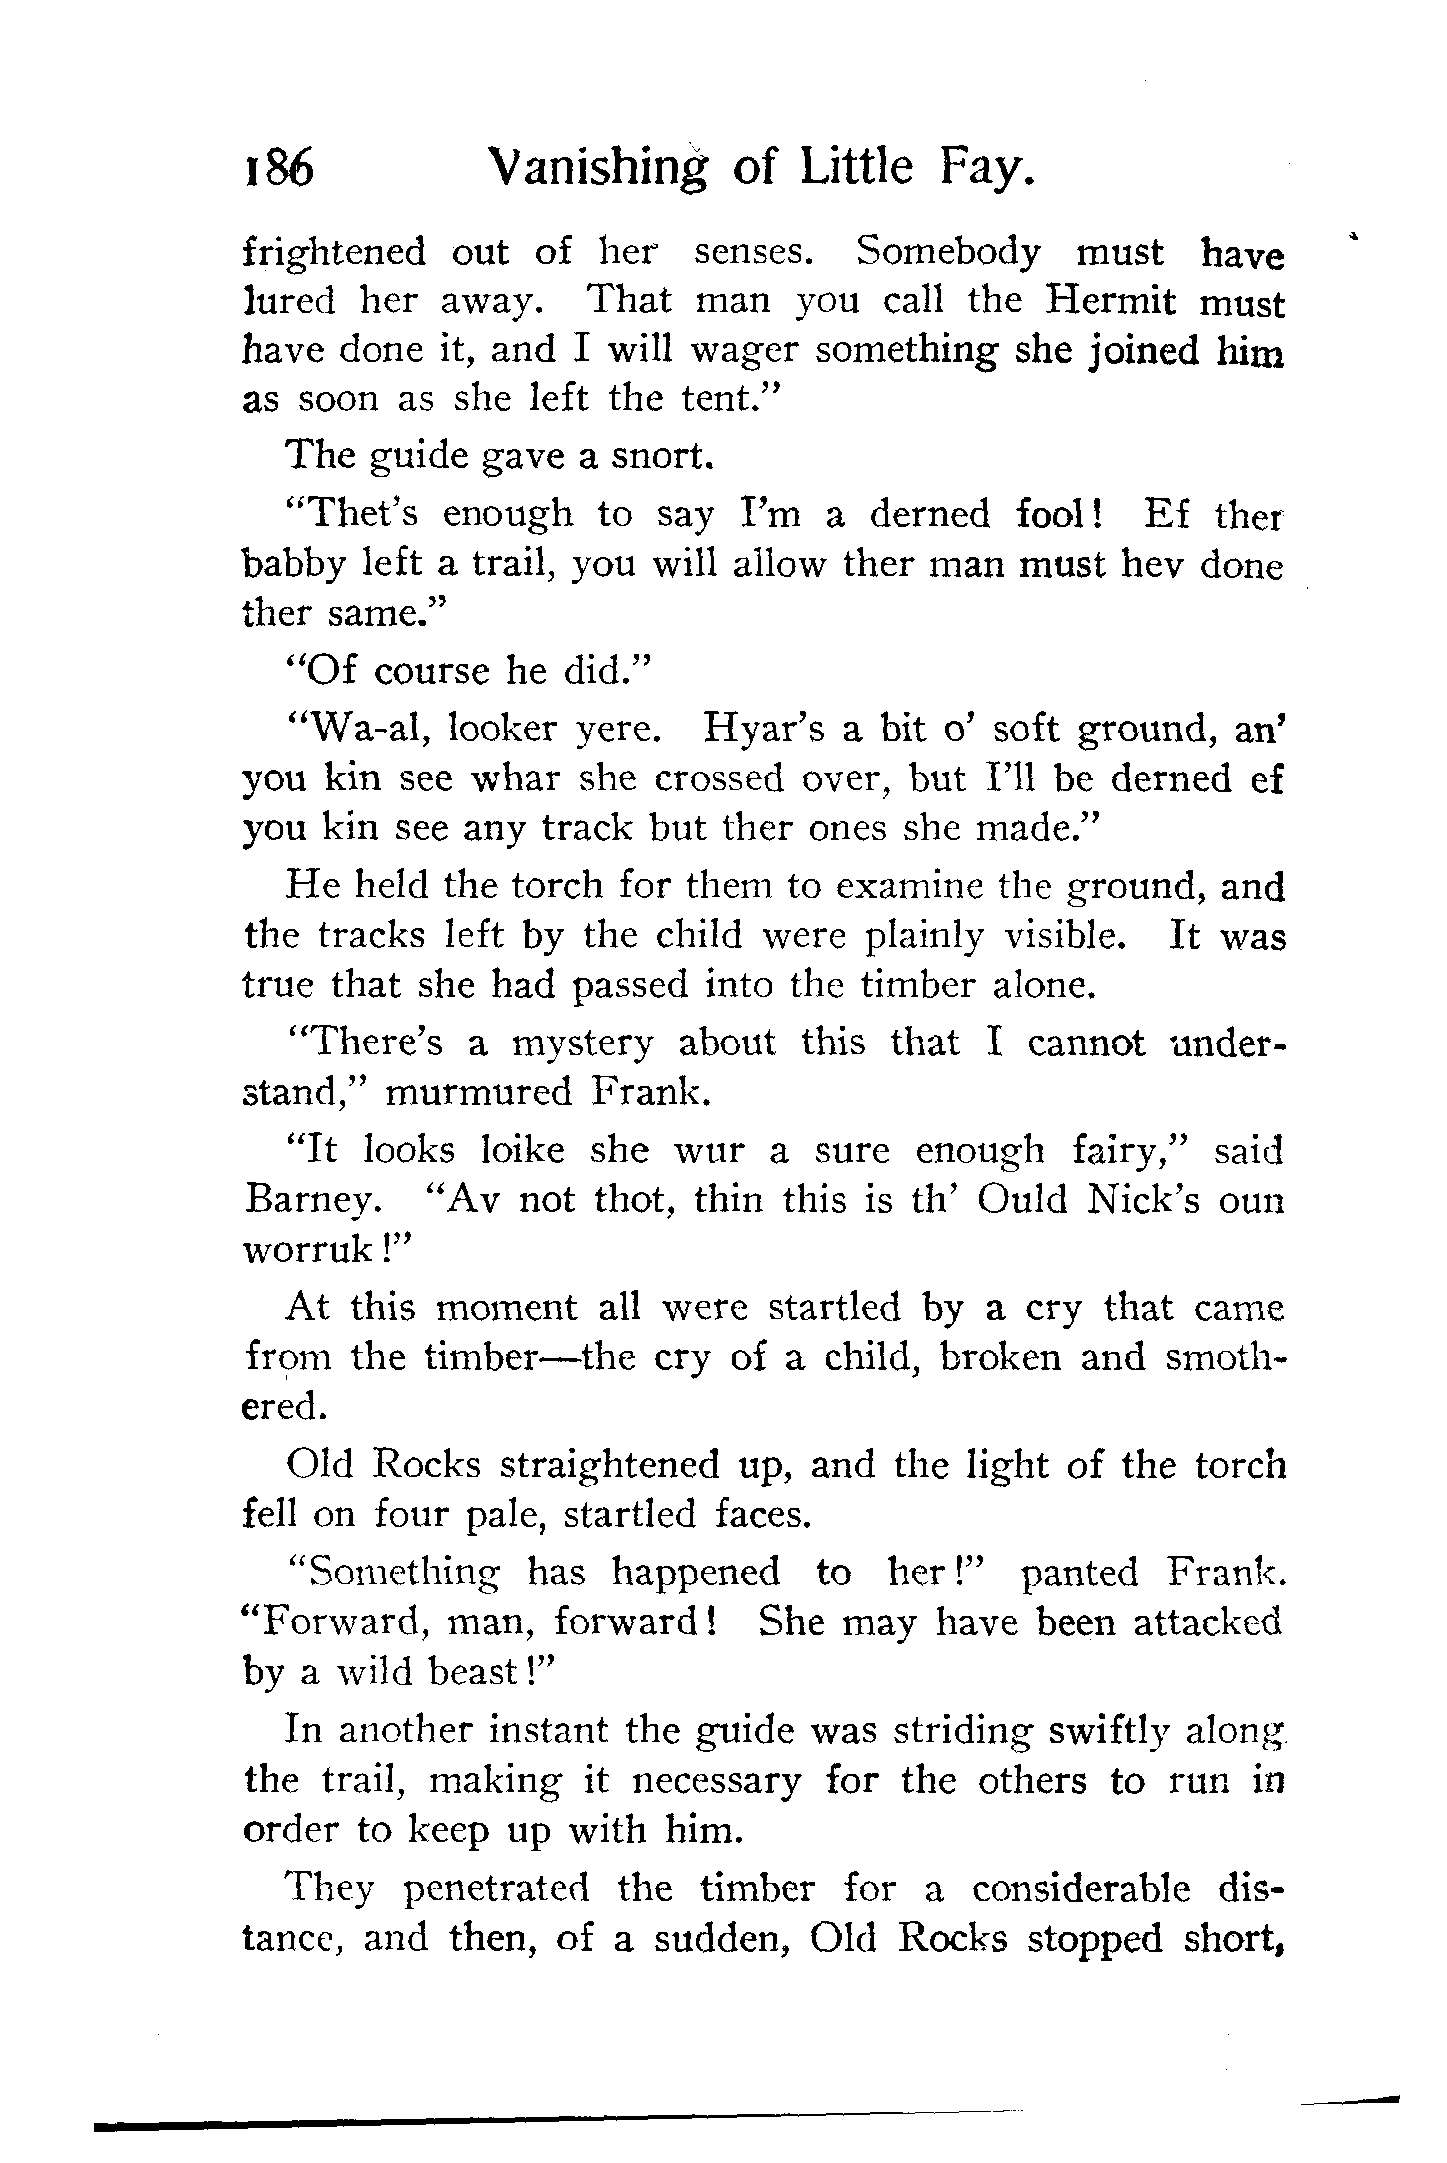 186 Vanishing of Little Fay.
frightened out of her senses. Somebody must have
lured her away. That man you call the Hermit must
have done it, and I will wager something she joined him
as soon as she left the tent."
The guide gave a snort.
"Thet's enough to say I'm a derned fool! Ef ther
babby left a trail, you will allow ther man must hev done
ther same."
"Of course he did."
"Wa-al, looker yere. Hyar's a bit o' soft ground, an'
you kin see whar she crossed over, but I'll be derned ef
you kin see any track but ther ones she made."
He held the torch for them to examine the ground, and
the tracks left by the child were plainly visible. It was
true that she had passed into the timber alone.
"There's a mystery about this that I cannot under-
stand," murmured Frank.
"It looks loike she wur a sure enough fairy," said
Barney. "Av not thot, thin this is th' Ould Nick's oun
worruk!"
At this moment all were startled by a cry that came
from the timber—the cry of a child, broken and smoth-
ered.
Old Rocks straightened up, and the light of the torch
fell on four pale, startled faces.
"Something has happened to her!" panted Frank.
"Forward, man, forward! She may have been attacked
by a wild beast!"
In another instant the guide was striding swiftly along
the trail, making it necessary for the others to run in
order to keep up with him.
They penetrated the timber for a considerable dis-
tance, and then, of a sudden, Old Rocks stopped short,